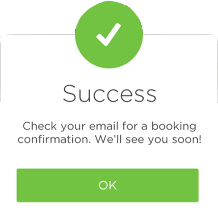 Success
Check your email for a booking
confirmation. We'll see you soon!
OK